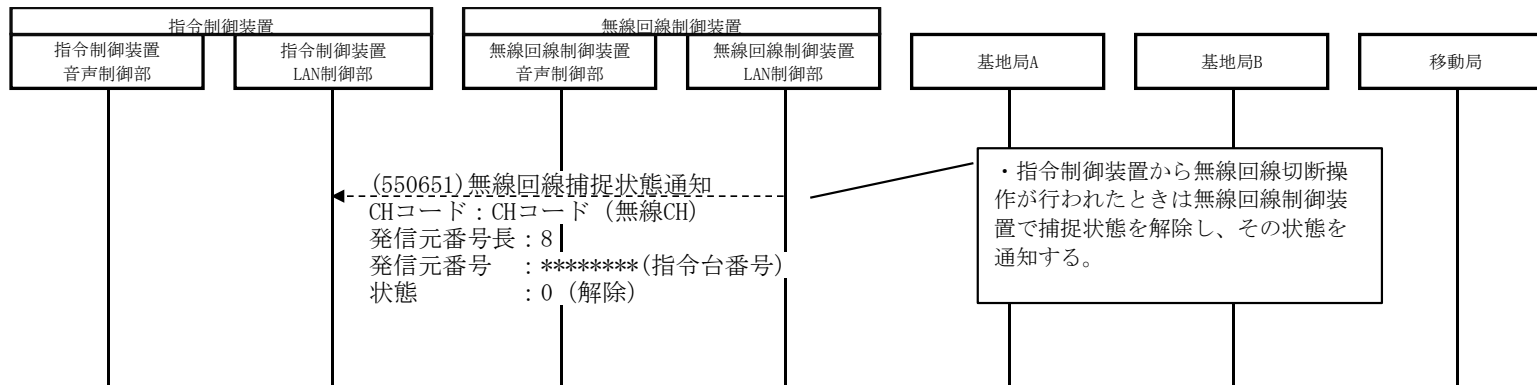 指令制御装置
無線回線制御装置
指令制御装置
音声制御部
指令制御装置
LAN制御部
無線回線制御装置
音声制御部
無線回線制御装置
LAN制御部
基地局A
基地局B
移動局
(550651)無線回線捕捉状態通知
CHコード：CHコード（無線CH）
発信元番号長：8
発信元番号　：********(指令台番号)
状態　　　　：0（解除）
・指令制御装置から無線回線切断操
作が行われたときは無線回線制御装
置で捕捉状態を解除し、その状態を
通知する。